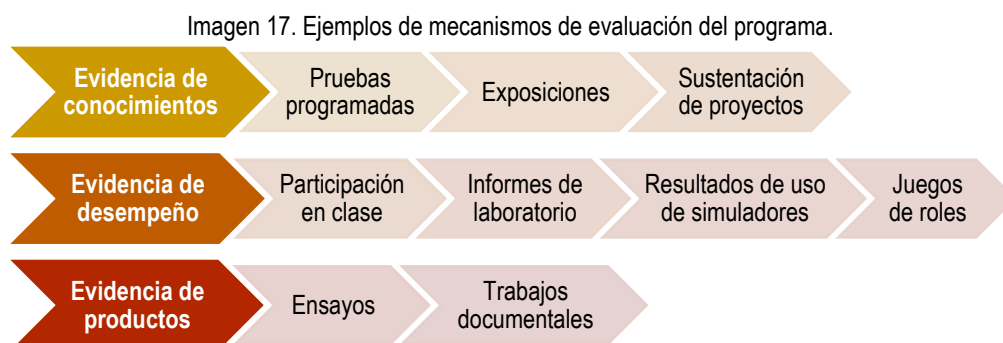 Imagen 17. Ejemplos de mecanismos de evaluación del programa.
Evidencia de
conocimientos
Pruebas
programadas
Exposiciones
Sustentación
de proyectos
Evidencia de
desempeño
Participación
en clase
Informes de
laboratorio
Resultados de uso
de simuladores
Juegos
de roles
Evidencia de
productos
Ensayos
Trabajos
documentales